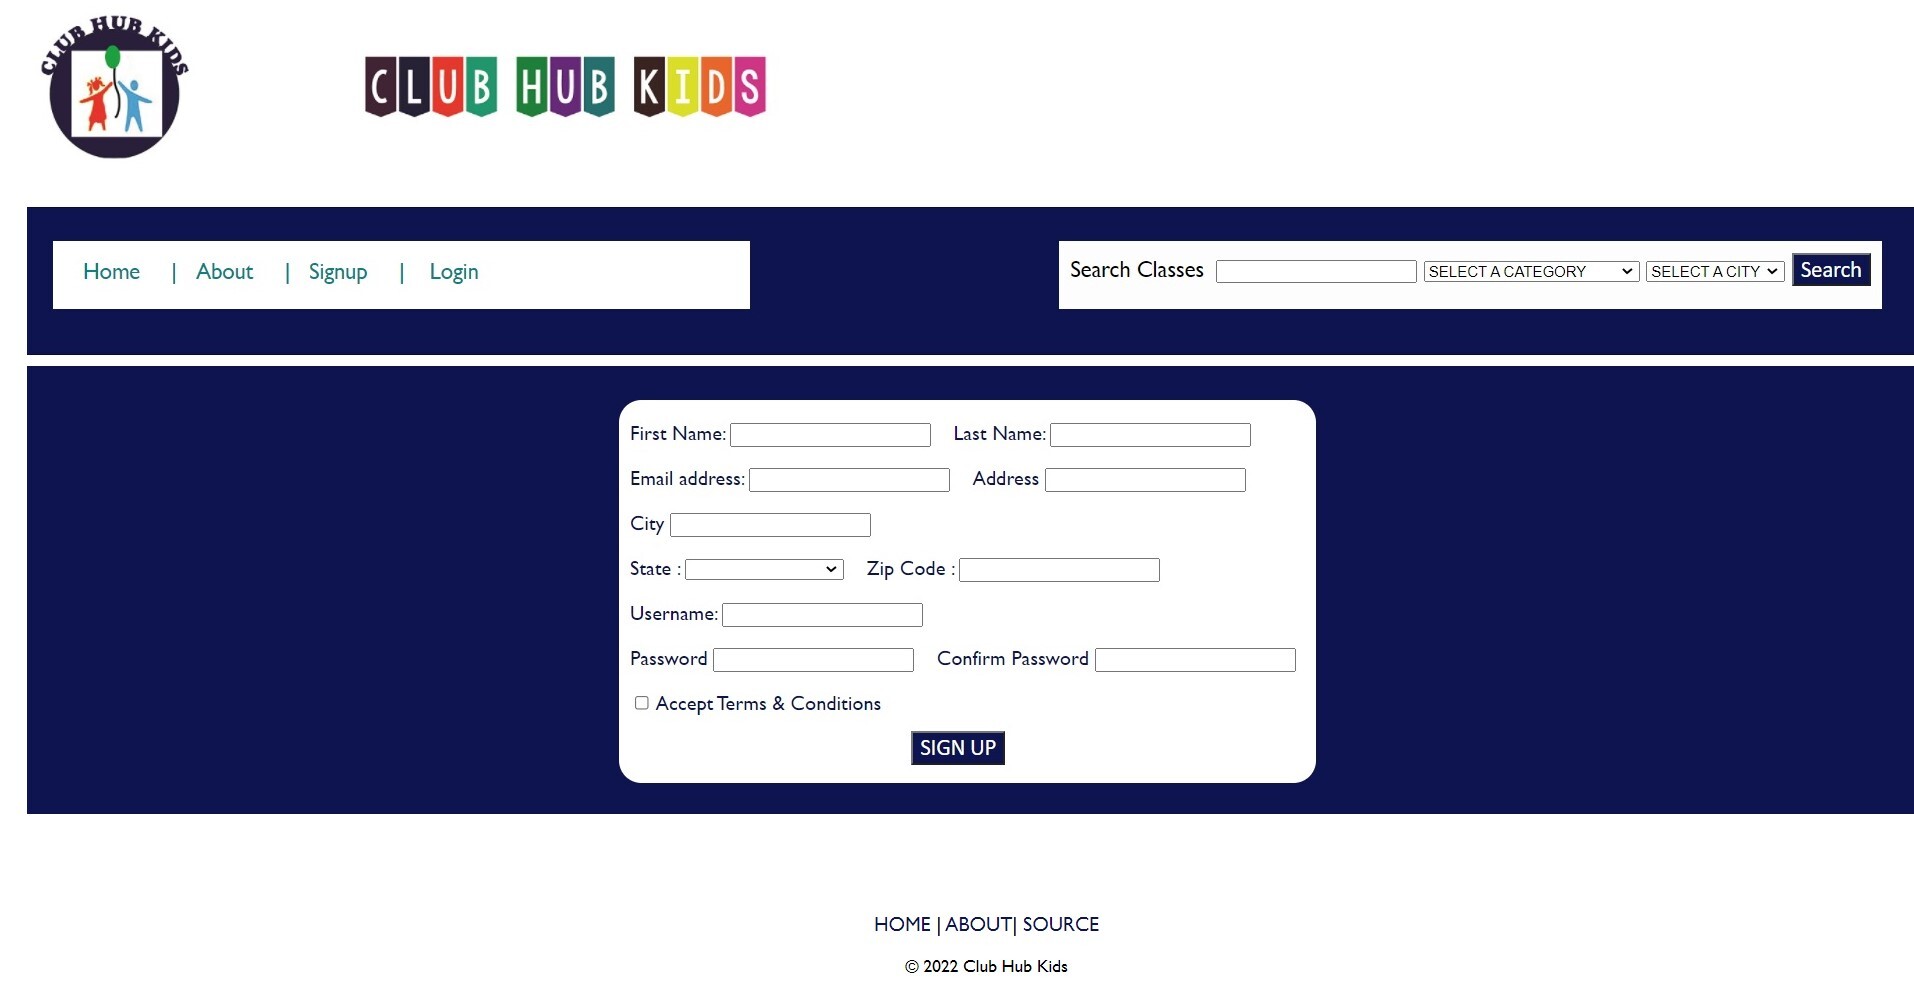 CLUB HUB KIDS
CLUB HUB KIDS
Home | About | Signup | Login
Search Classes SELECT A CATEGORY SELECT A CITY Search
First Name: Last Name:
Email address: Address
City
State : Zip Code :
Username:
Password Confirm Password
Accept Terms & Conditions
SIGN UP
HOME | ABOUT| SOURCE
© 2022 Club Hub Kids